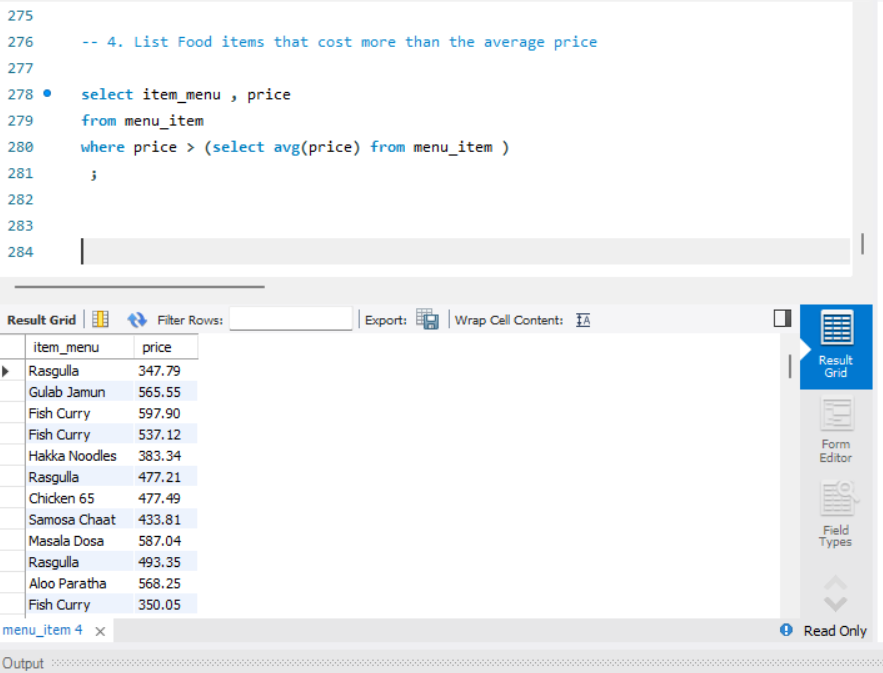 275
276 -- 4. List Food items that cost more than the average price
277
278 select item_menu , price
279 from menu_item
280 where price > (select avg(price) from menu_item )
281 ;
282
283
284
Result Grid Filter Rows: Export: Wrap Cell Content:
item_menu price
Rasgulla 347.79
Gulab Jamun 565.55
Fish Curry 597.90
Fish Curry 537.12
Hakka Noodles 383.34
Rasgulla 477.21
Chicken 65 477.49
Samosa Chaat 433.81
Masala Dosa 587.04
Rasgulla 493.35
Aloo Paratha 568.25
Fish Curry 350.05
Result
Grid
Form
Editor
Field
Types
menu_item 4 Read Only
Output